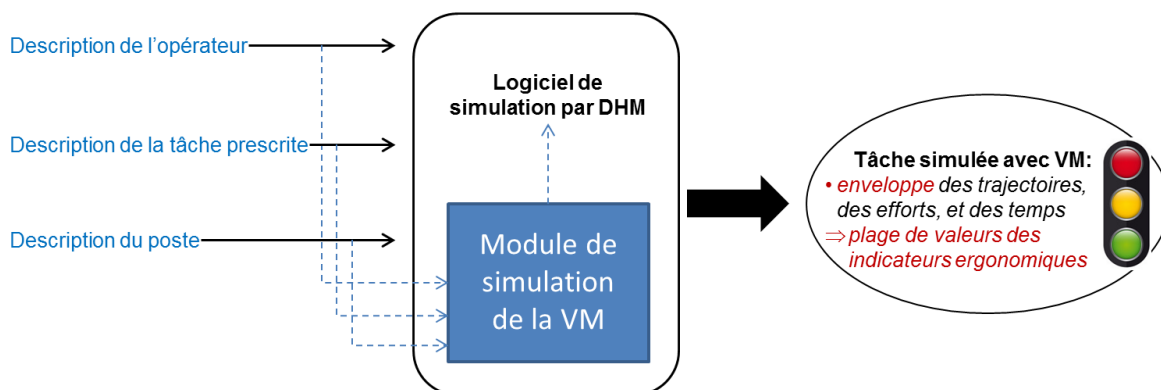 Description de l'opérateur
Description de la tâche prescrite
Description du poste
Logiciel de
simulation par DHM
Module de
simulation
de la VM
Tâche simulée avec VM:
• enveloppe des trajectoires,
des efforts, et des temps
⇒ plage de valeurs des
indicateurs ergonomiques